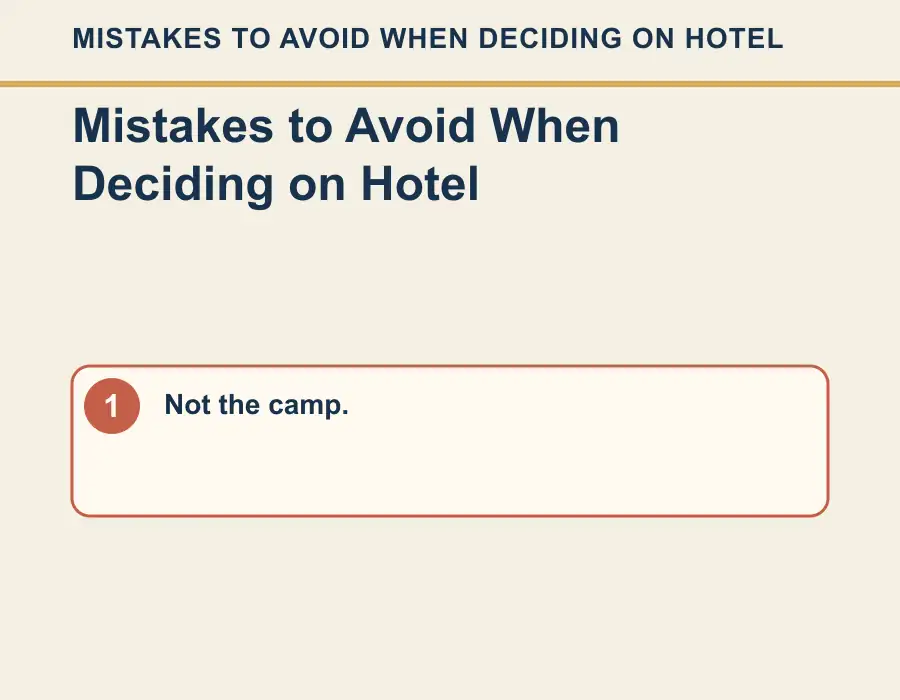 MISTAKES TO AVOID WHEN DECIDING ON HOTEL
Mistakes to Avoid When
Deciding on Hotel
1 Not the camp.